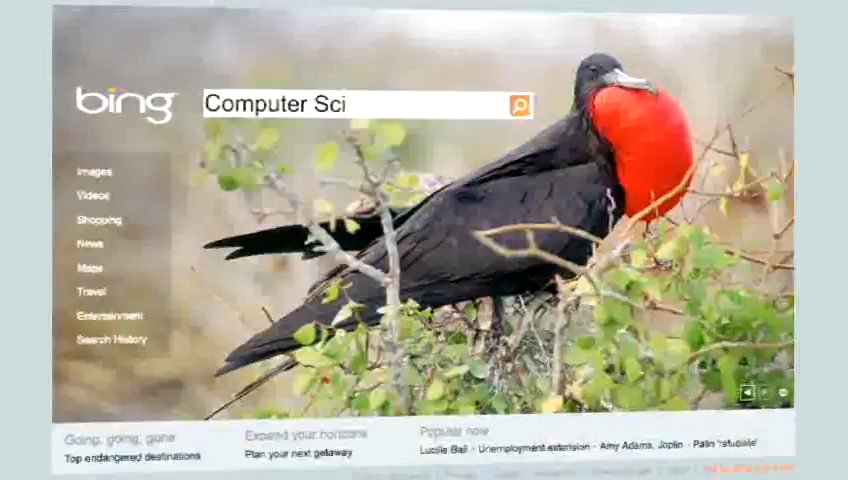 bing
Computer Sci
Images
Videos
Shopping
News
Maps
Travel
Entertainment
Search History
Going, going, gone
Top endangered destinations
Expand your horizons
Plan your next getaway
Popular now
Lucille Ball · Unemployment extension · Amy Adams, Joplin · Palin 'refudiate'